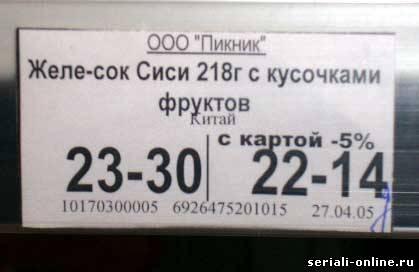 ООО "Пикник"
Желе-сок Сиси 218г с кусочками
фруктов
Китай
с картой -5%
23-30 22-14
10170300005 6926475201015 27.04.05
seriali-online.ru